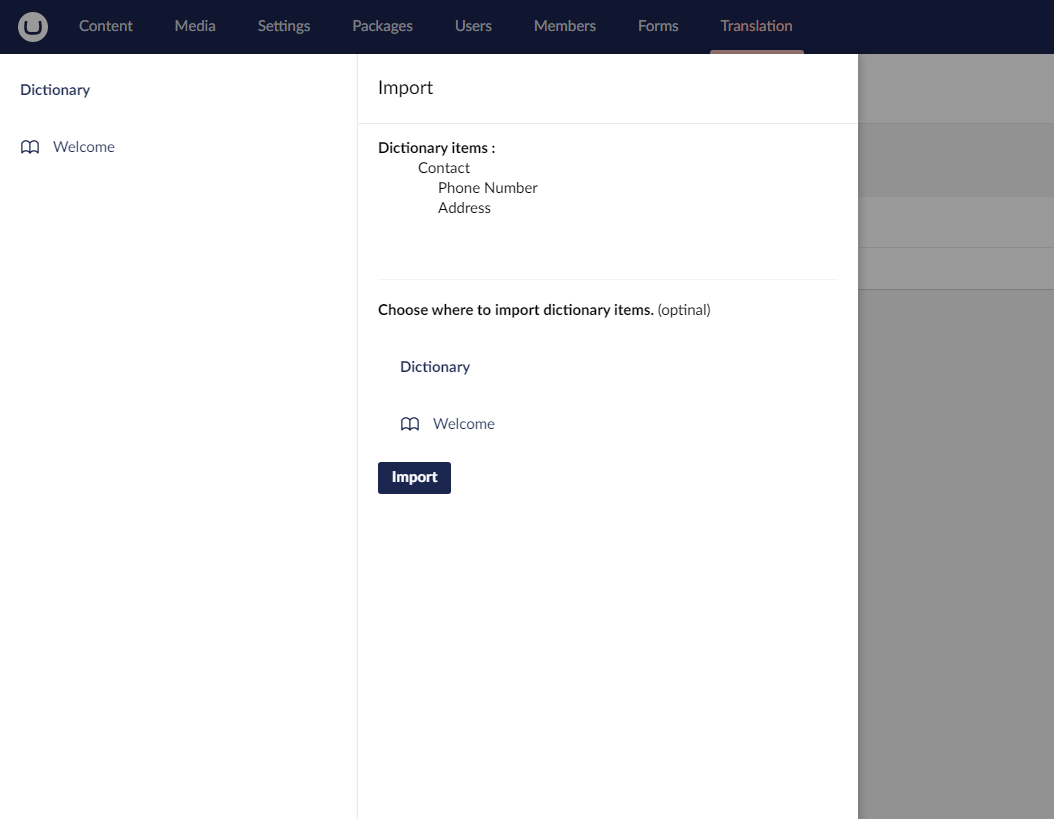 Content Media Settings Packages Users Members Forms Translation
Dictionary
Welcome
Import
Dictionary items :
Contact
Phone Number
Address
Choose where to import dictionary items. (optinal)
Dictionary
Welcome
Import